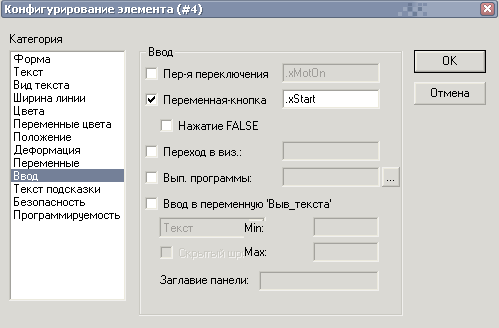 Конфигурирование элемента (#4)
Категория
Форма
Текст
Вид текста
Ширина линии
Цвета
Переменные цвета
Положение
Деформация
Переменные
Ввод
Текст подсказки
Безопасность
Программируемость
Ввод
Пер-я переключения .xMotOn
Переменная-кнопка .xStart
Нажатие FALSE
Переход в виз.:
Вып. программы: ...
Ввод в переменную 'Выв_текста'
Текст Min:
Скрытый Max:
Заглавие панели:
OK
Отмена